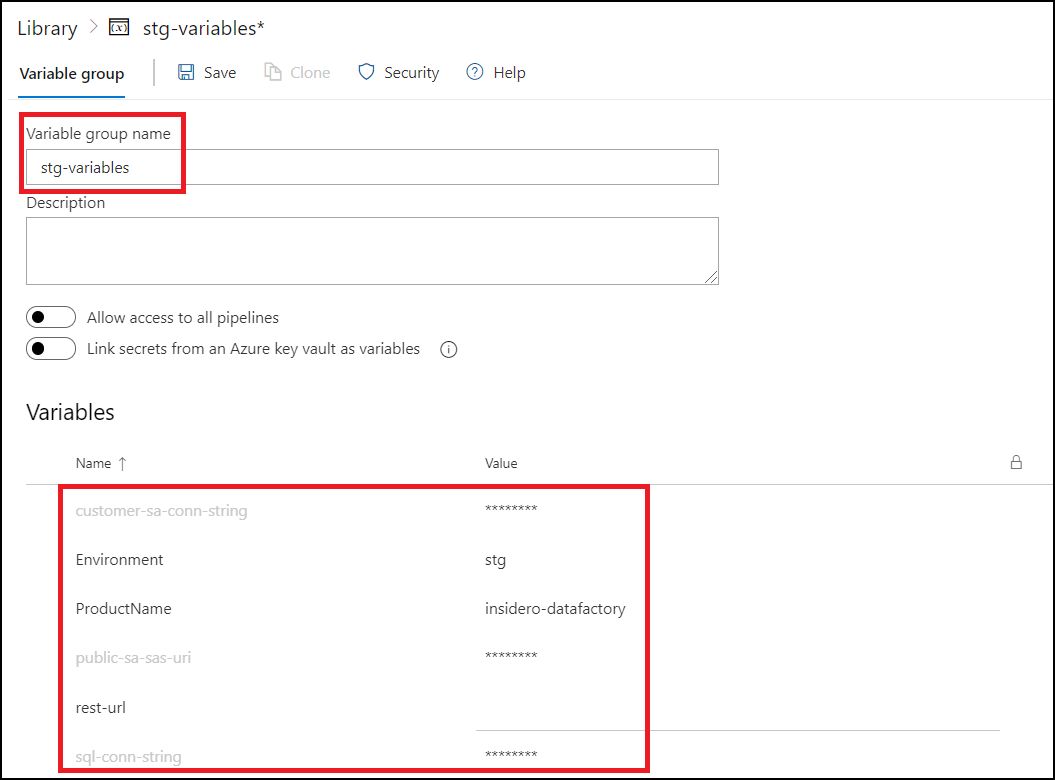 Library > (x) stg-variables*
Variable group Save Clone Security Help
Variable group name
stg-variables
Description
Allow access to all pipelines
Link secrets from an Azure key vault as variables
Variables
Name ↑ Value
customer-sa-conn-string ********
Environment stg
ProductName insidero-datafactory
public-sa-sas-uri ********
rest-url
sql-conn-string ********